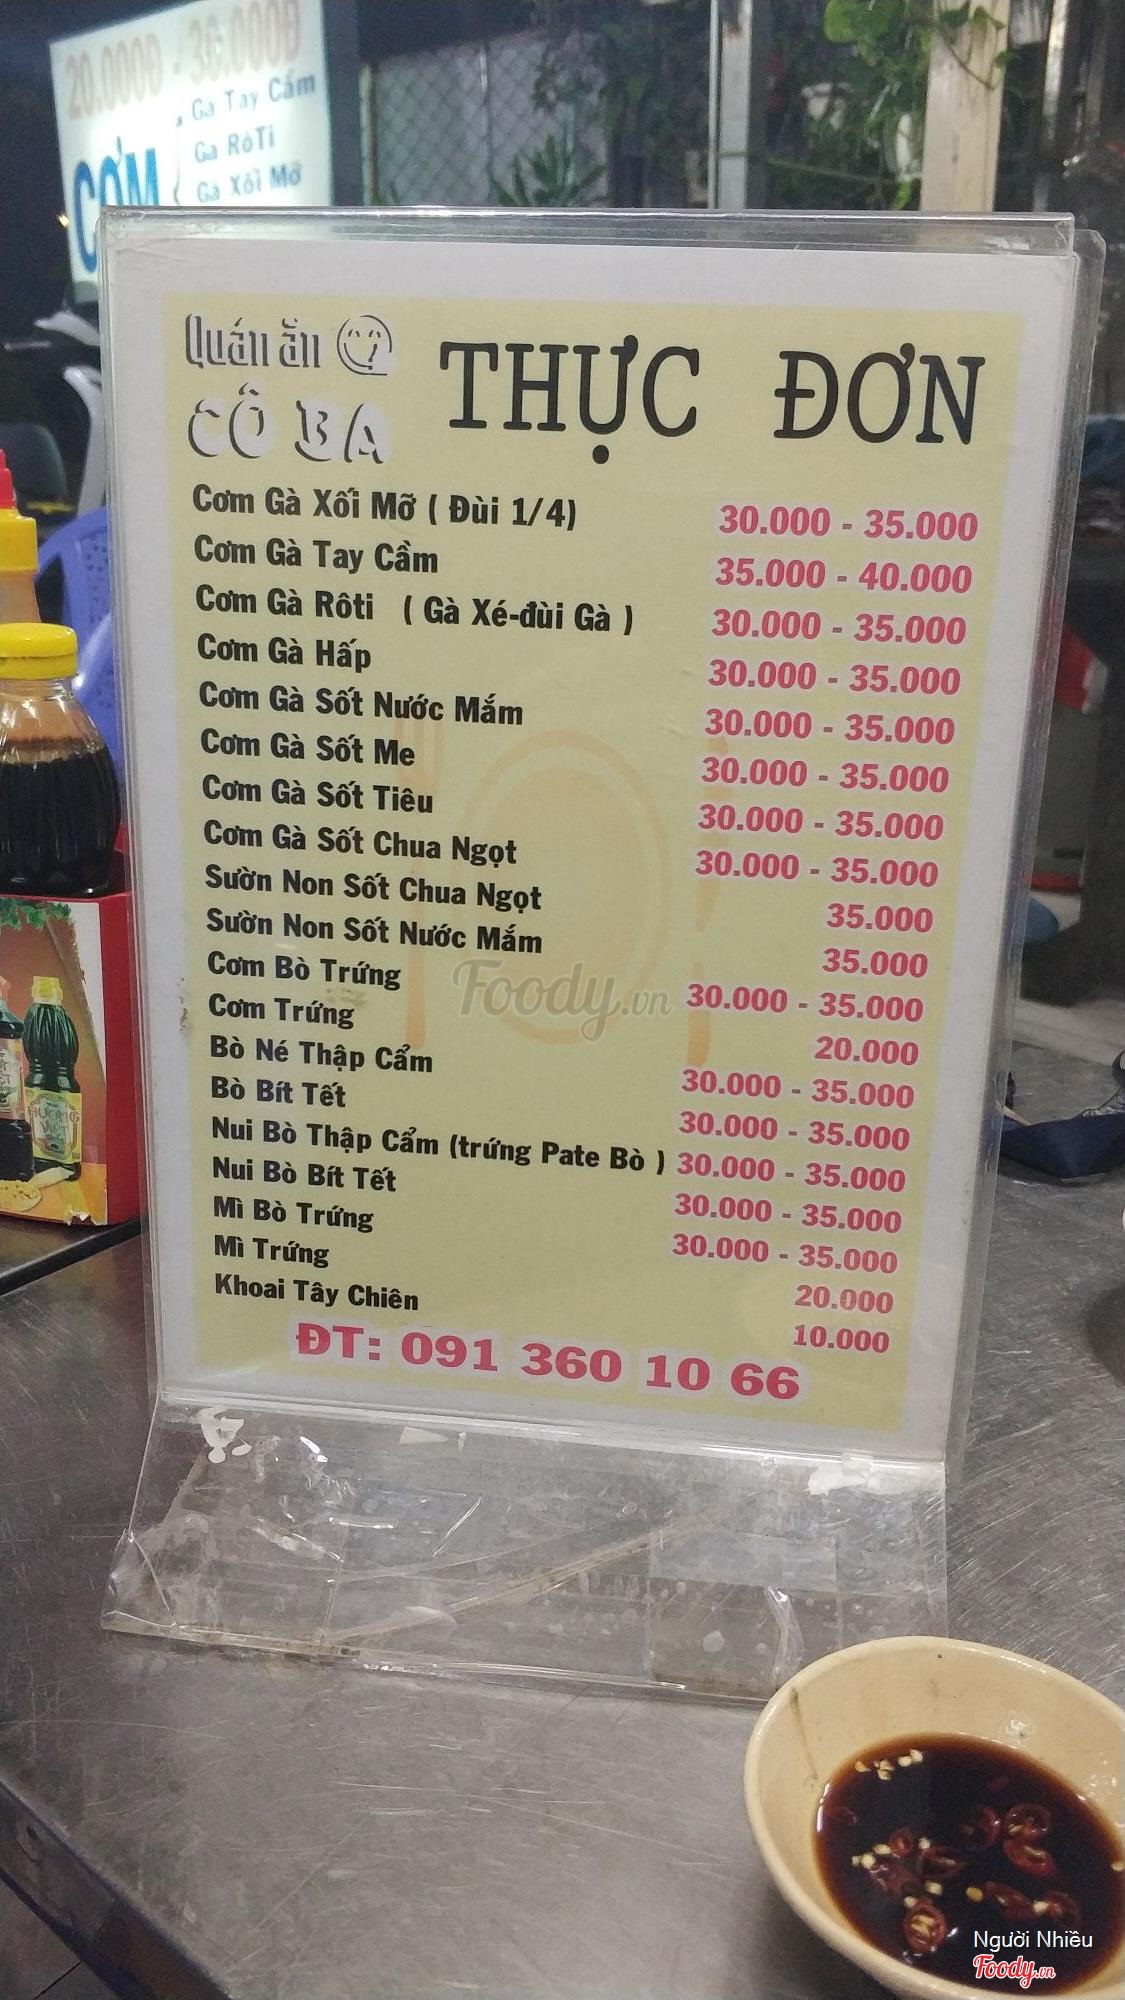 20.000Đ - 30.000Đ
CƠM
Gà Tay Cầm
Gà RôTi
Gà Xối Mỡ
Quán ăn
CÔ BA
THỰC ĐƠN
Cơm Gà Xối Mỡ ( Đùi 1/4) 30.000 - 35.000
Cơm Gà Tay Cầm 35.000 - 40.000
Cơm Gà Rôti ( Gà Xé-đùi Gà ) 30.000 - 35.000
Cơm Gà Hấp 30.000 - 35.000
Cơm Gà Sốt Nước Mắm 30.000 - 35.000
Cơm Gà Sốt Me 30.000 - 35.000
Cơm Gà Sốt Tiêu 30.000 - 35.000
Cơm Gà Sốt Chua Ngọt 30.000 - 35.000
Sườn Non Sốt Chua Ngọt 35.000
Sườn Non Sốt Nước Mắm 35.000
Cơm Bò Trứng 30.000 - 35.000
Cơm Trứng 20.000
Bò Né Thập Cẩm 30.000 - 35.000
Bò Bít Tết 30.000 - 35.000
Nui Bò Thập Cẩm (trứng Pate Bò ) 30.000 - 35.000
Nui Bò Bít Tết 30.000 - 35.000
Mì Bò Trứng 30.000 - 35.000
Mì Trứng 20.000
Khoai Tây Chiên 10.000
ĐT: 091 360 10 66
Foody.vn
HƯƠNG VIỆT
Người Nhiều
Foody.vn